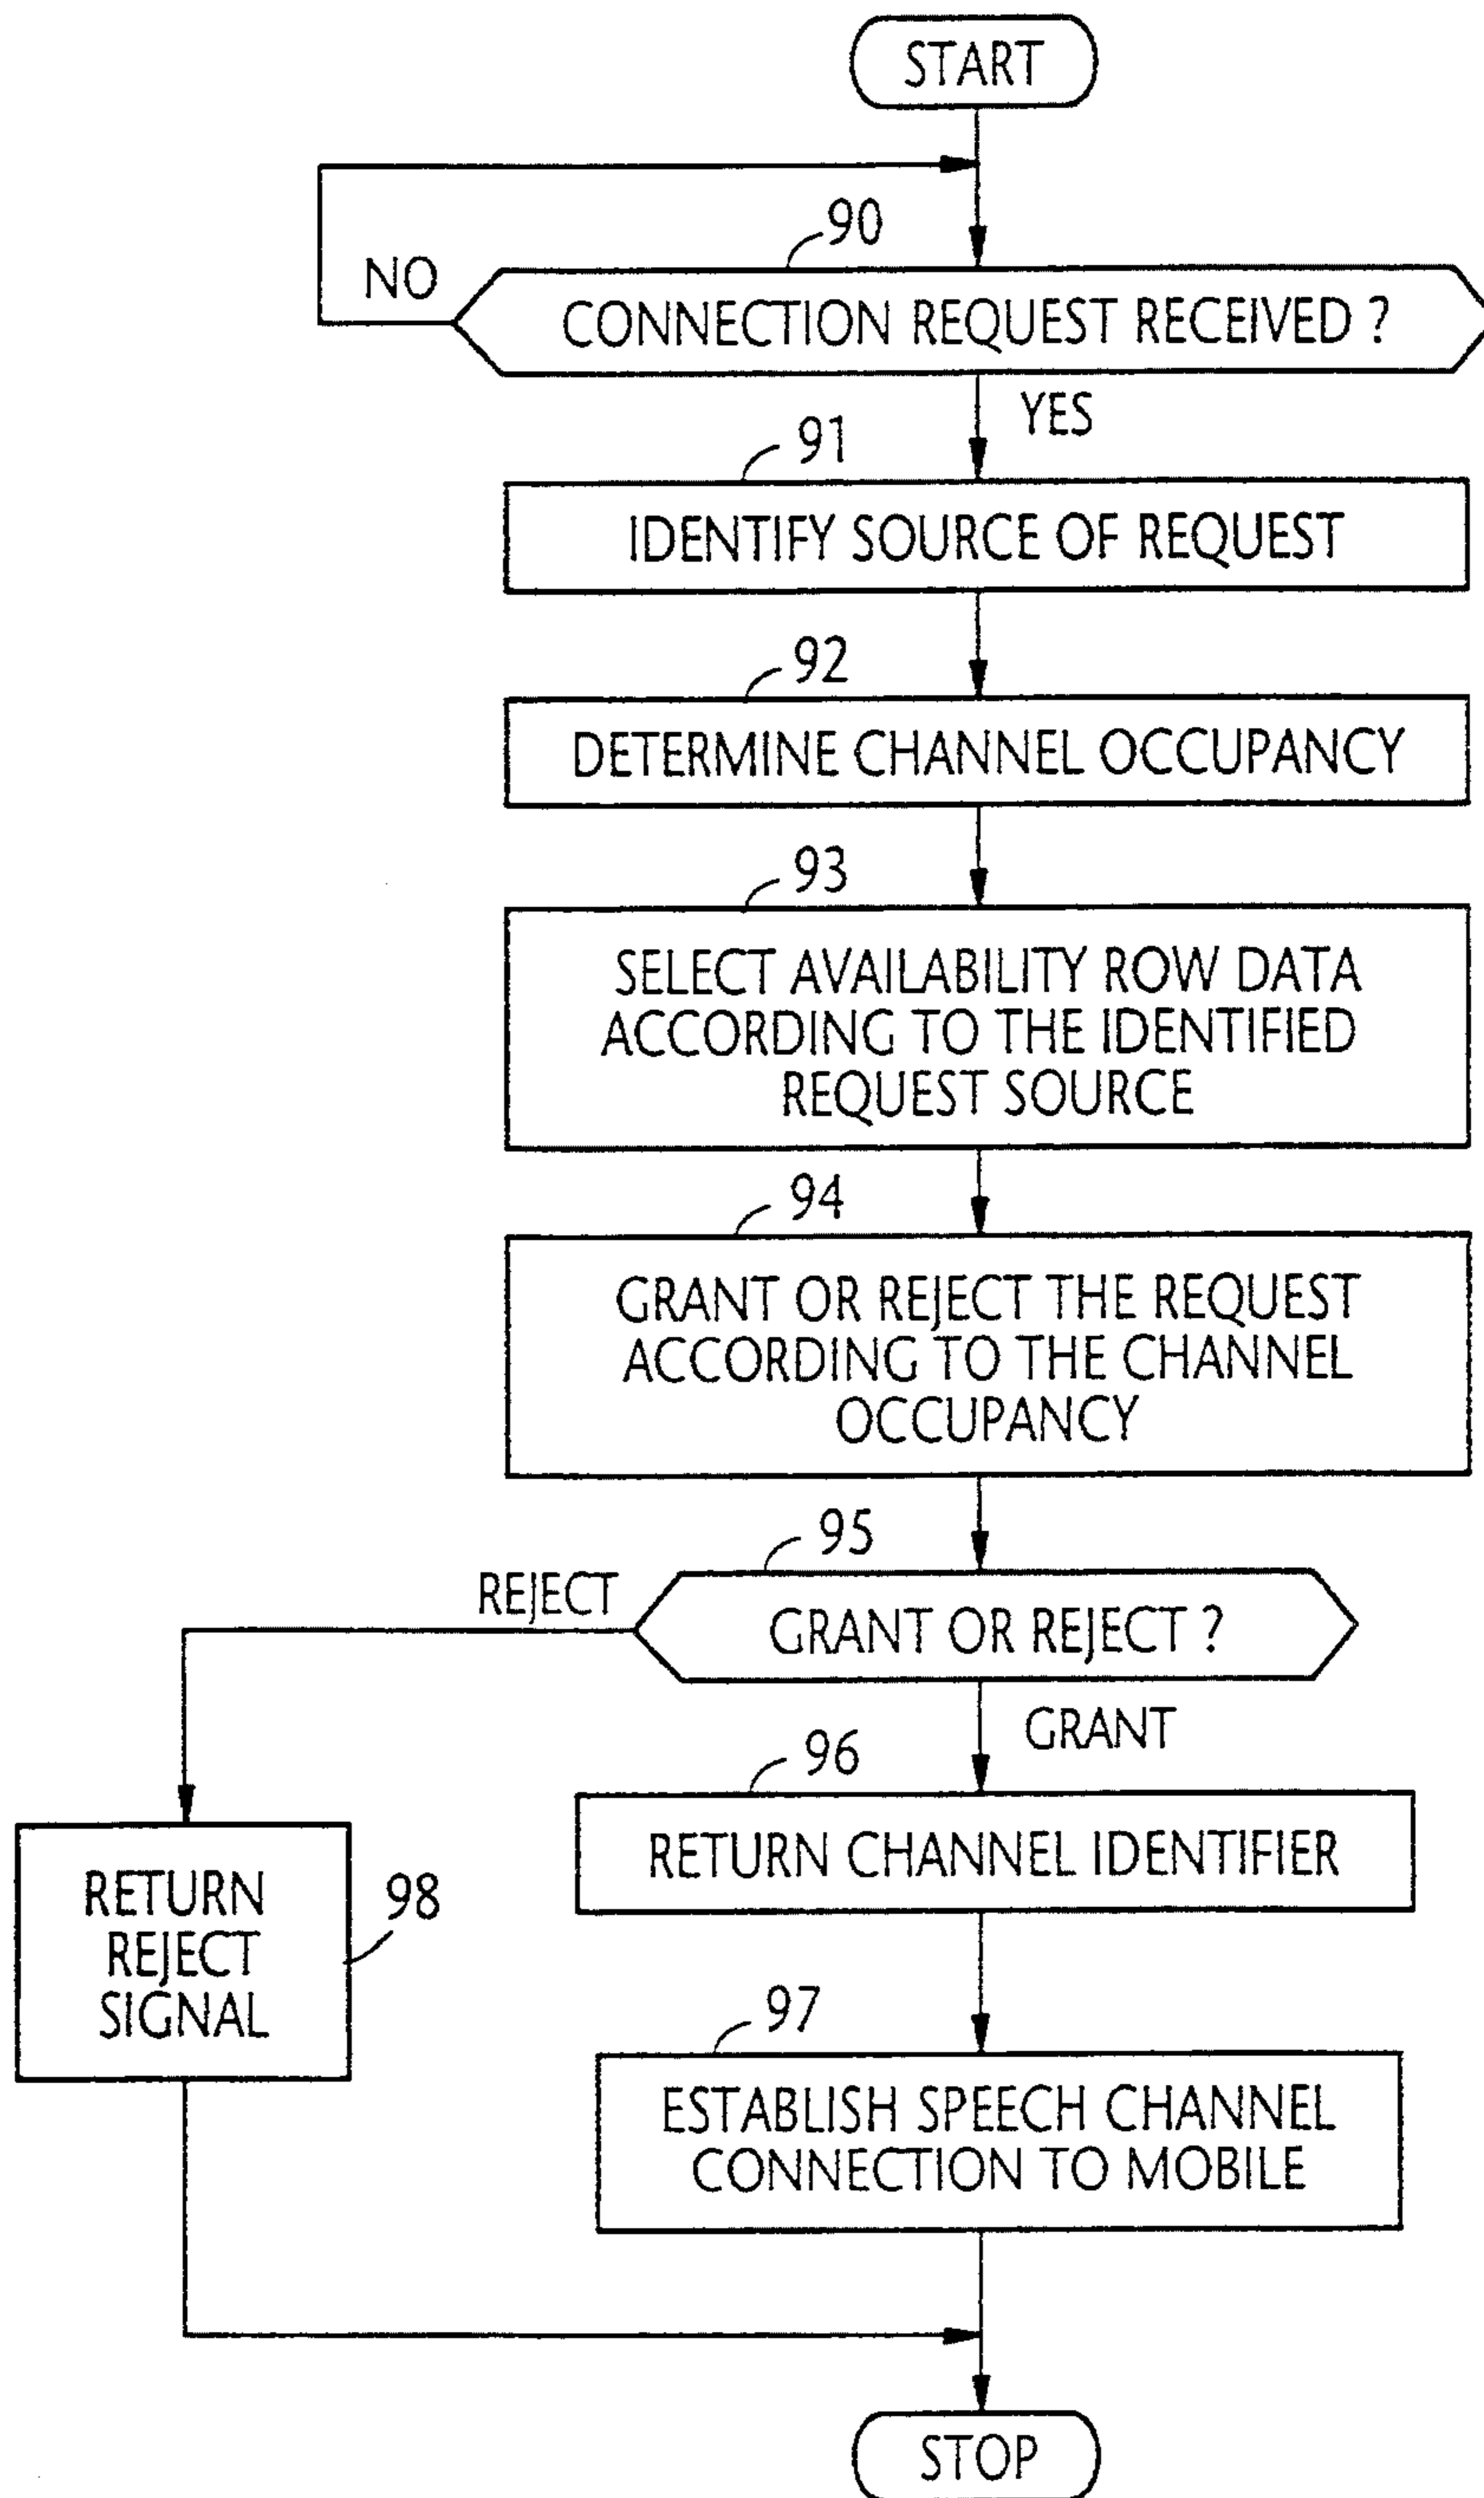 START
90
NO
CONNECTION REQUEST RECEIVED ?
YES
91
IDENTIFY SOURCE OF REQUEST
92
DETERMINE CHANNEL OCCUPANCY
93
SELECT AVAILABILITY ROW DATA
ACCORDING TO THE IDENTIFIED
REQUEST SOURCE
94
GRANT OR REJECT THE REQUEST
ACCORDING TO THE CHANNEL
OCCUPANCY
95
REJECT
GRANT OR REJECT ?
GRANT
96
RETURN CHANNEL IDENTIFIER
RETURN
REJECT
SIGNAL
98
97
ESTABLISH SPEECH CHANNEL
CONNECTION TO MOBILE
STOP